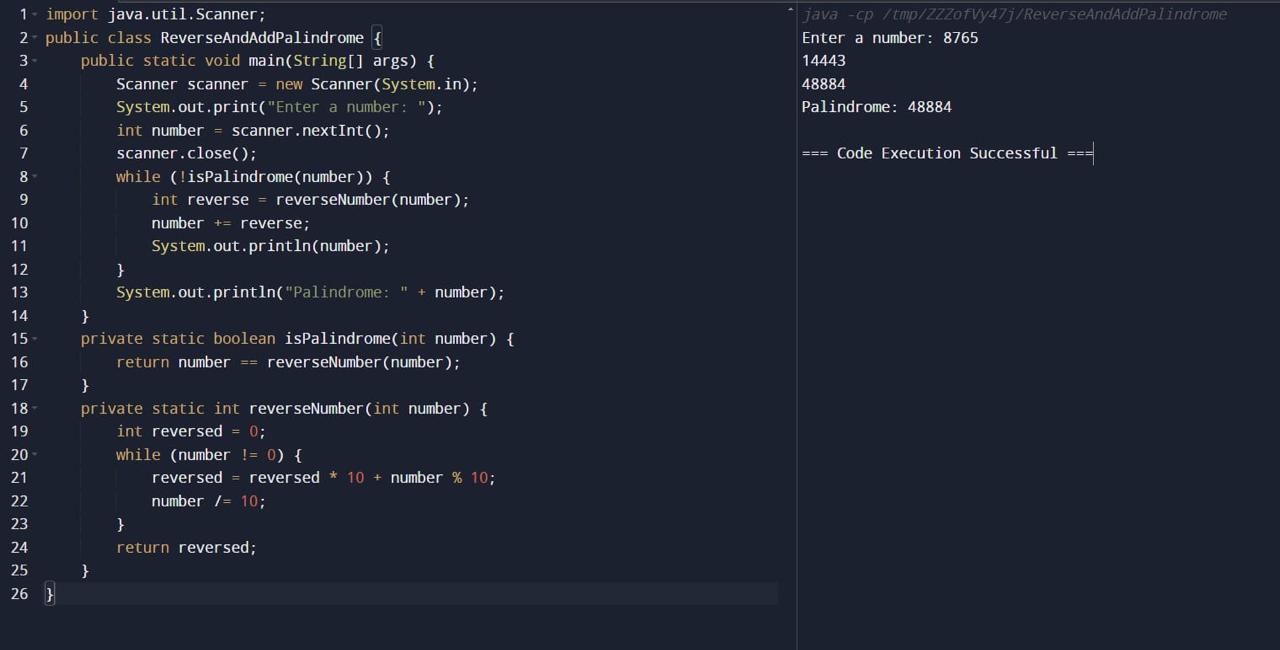 1 import java.util.Scanner;
2 public class ReverseAndAddPalindrome {
3     public static void main(String[] args) {
4         Scanner scanner = new Scanner(System.in);
5         System.out.print("Enter a number: ");
6         int number = scanner.nextInt();
7         scanner.close();
8         while (!isPalindrome(number)) {
9             int reverse = reverseNumber(number);
10             number += reverse;
11             System.out.println(number);
12         }
13         System.out.println("Palindrome: " + number);
14     }
15     private static boolean isPalindrome(int number) {
16         return number == reverseNumber(number);
17     }
18     private static int reverseNumber(int number) {
19         int reversed = 0;
20         while (number != 0) {
21             reversed = reversed * 10 + number % 10;
22             number /= 10;
23         }
24         return reversed;
25     }
26 }
java -cp /tmp/ZZZofVy47j/ReverseAndAddPalindrome
Enter a number: 8765
14443
48884
Palindrome: 48884
=== Code Execution Successful ===